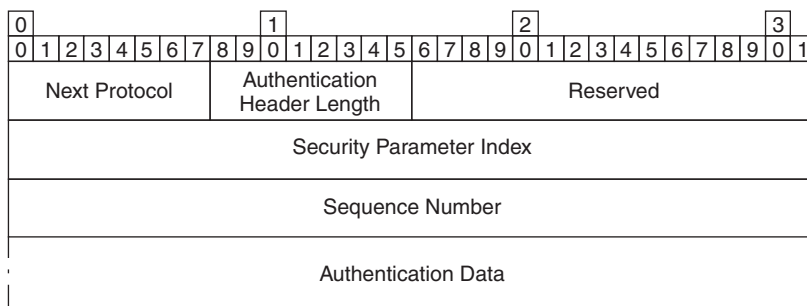 0 1 2 3
0 1 2 3 4 5 6 7 8 9 0 1 2 3 4 5 6 7 8 9 0 1 2 3 4 5 6 7 8 9 0 1
Next Protocol Authentication Reserved
Header Length
Security Parameter Index
Sequence Number
Authentication Data